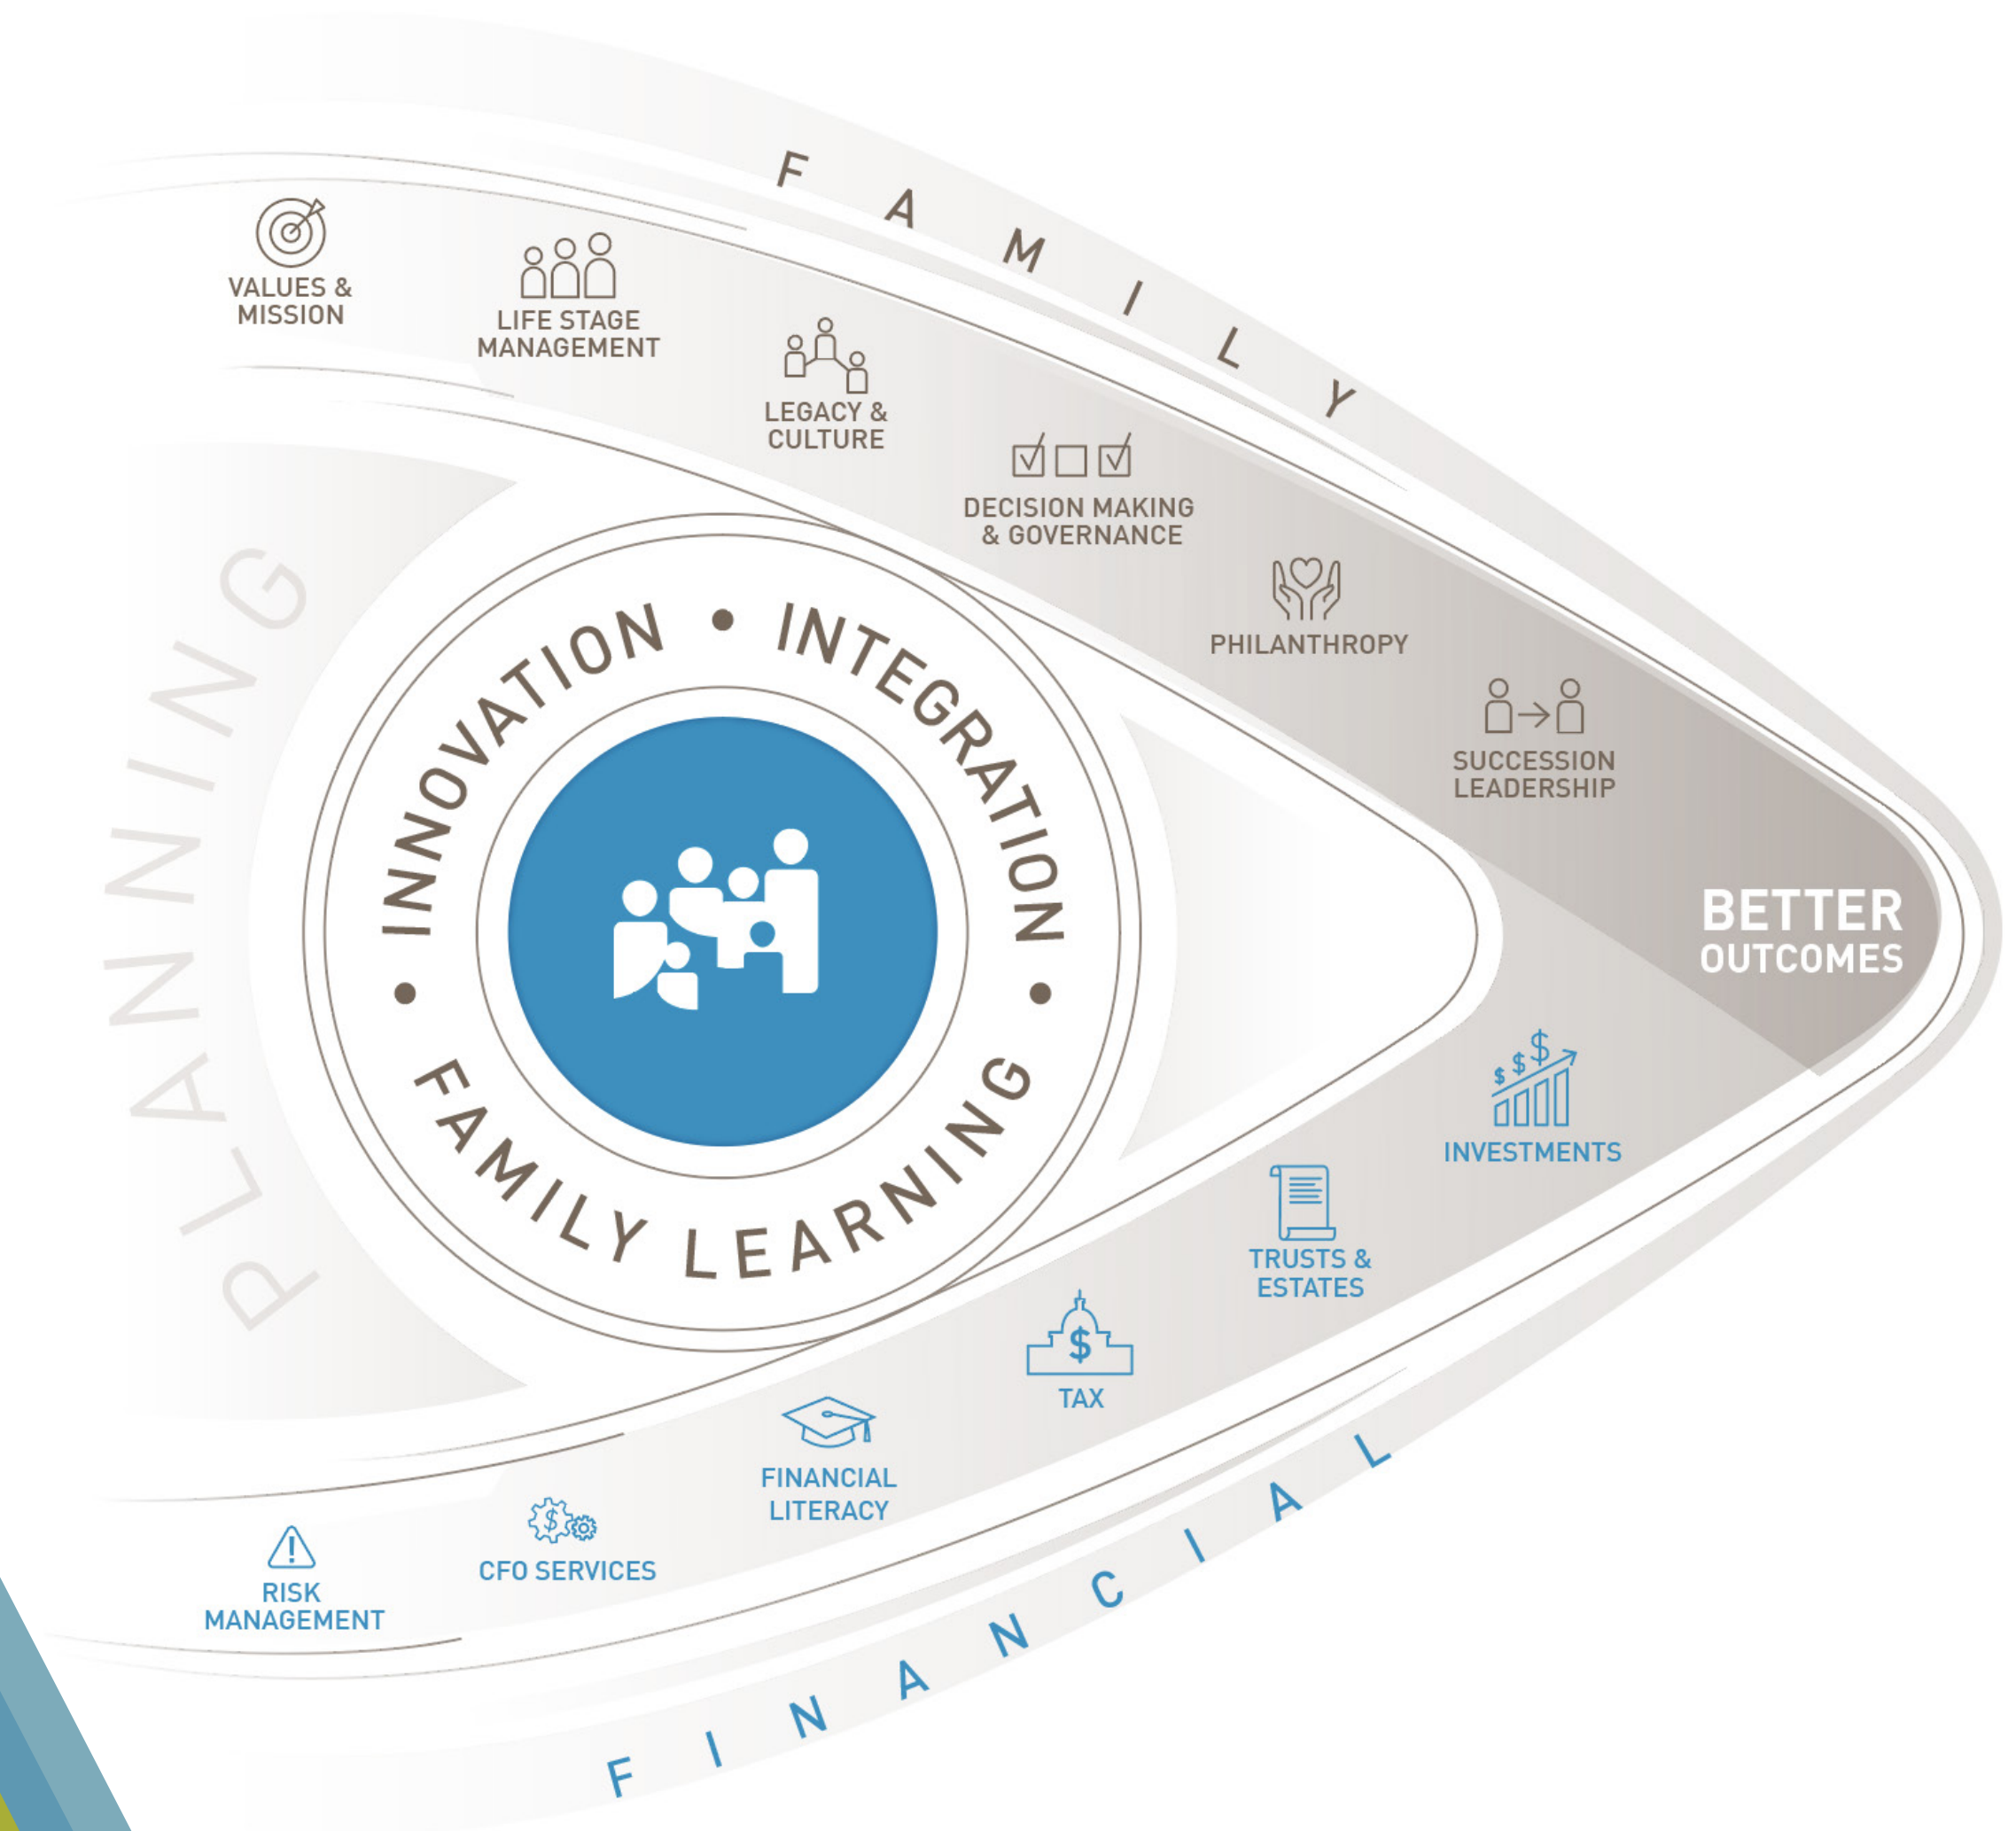 FAMILY
VALUES &
MISSION
LIFE STAGE
MANAGEMENT
LEGACY &
CULTURE
DECISION MAKING
& GOVERNANCE
PHILANTHROPY
SUCCESSION
LEADERSHIP
PLANNING
• INNOVATION • INTEGRATION •
FAMILY LEARNING
BETTER
OUTCOMES
INVESTMENTS
TRUSTS &
ESTATES
$
TAX
FINANCIAL
LITERACY
CFO SERVICES
RISK
MANAGEMENT
FINANCIAL